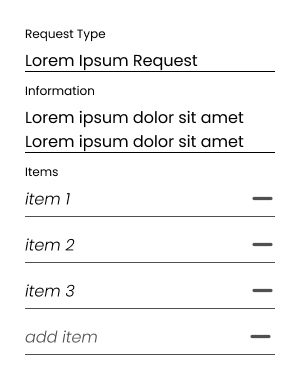 Request Type
Lorem Ipsum Request
Information
Lorem ipsum dolor sit amet
Lorem ipsum dolor sit amet
Items
item 1
item 2
item 3
add item